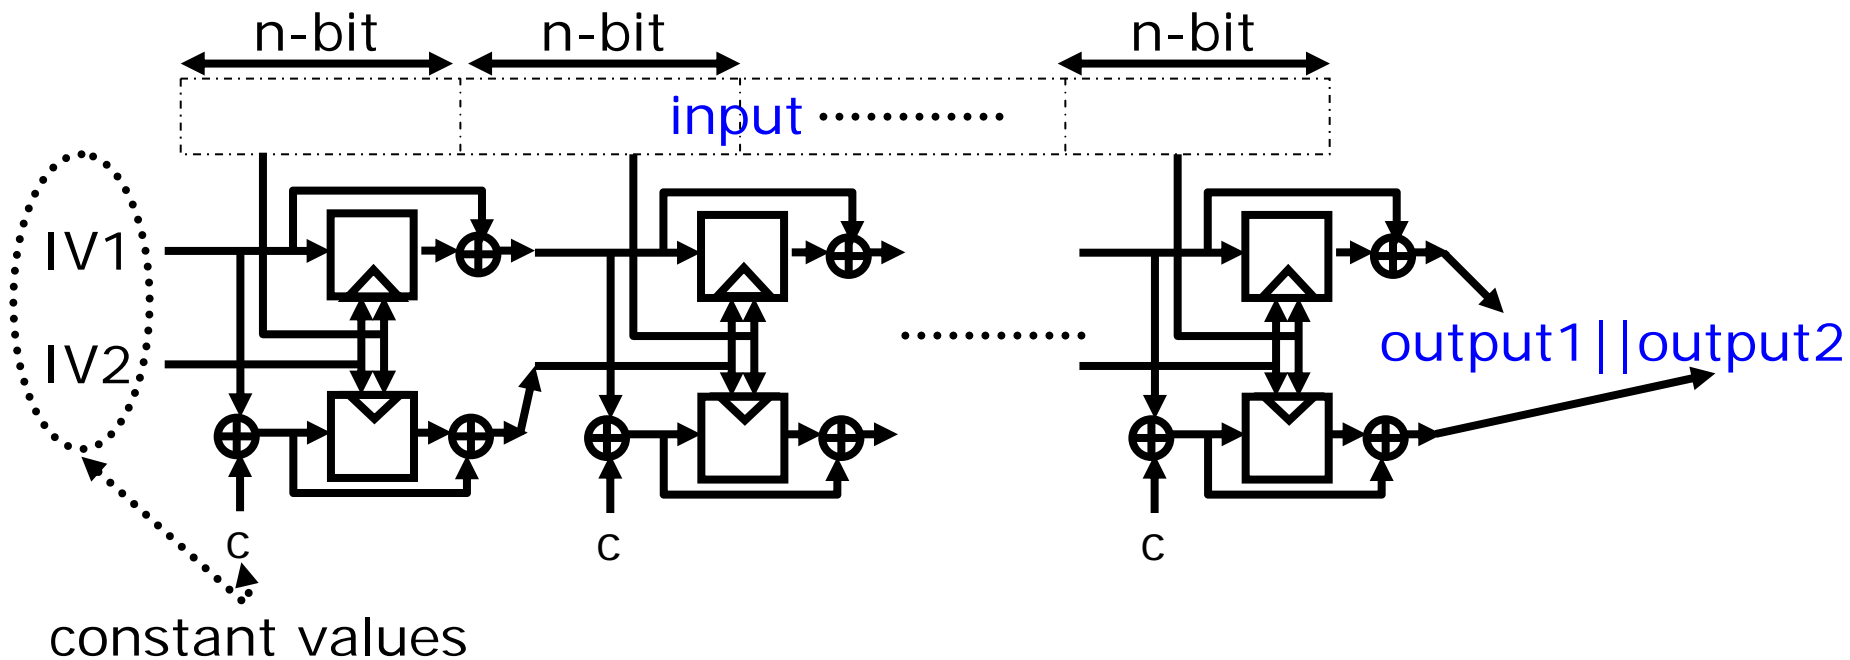 n-bit n-bit n-bit
input
IV1
IV2
output1||output2
c c c
constant values